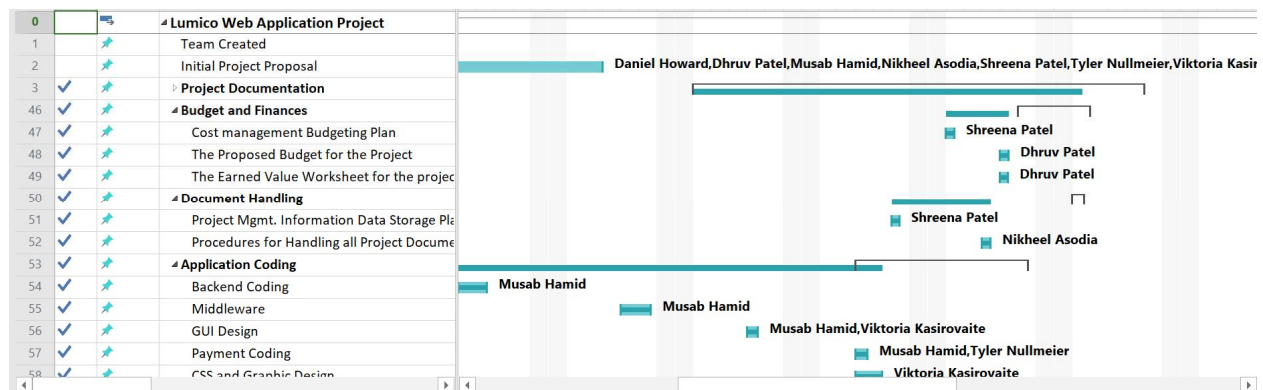 0 Lumico Web Application Project
1 Team Created
2 Initial Project Proposal Daniel Howard,Dhruv Patel,Musab Hamid,Nikheel Asodia,Shreena Patel,Tyler Nullmeier,Viktoria Kasir
3 Project Documentation
46 Budget and Finances
47 Cost management Budgeting Plan Shreena Patel
48 The Proposed Budget for the Project Dhruv Patel
49 The Earned Value Worksheet for the projec Dhruv Patel
50 Document Handling
51 Project Mgmt. Information Data Storage Pla Shreena Patel
52 Procedures for Handling all Project Docume Nikheel Asodia
53 Application Coding
54 Backend Coding Musab Hamid
55 Middleware Musab Hamid
56 GUI Design Musab Hamid,Viktoria Kasirovaite
57 Payment Coding Musab Hamid,Tyler Nullmeier
58 CSS and Graphic Design Viktoria Kasirovaite